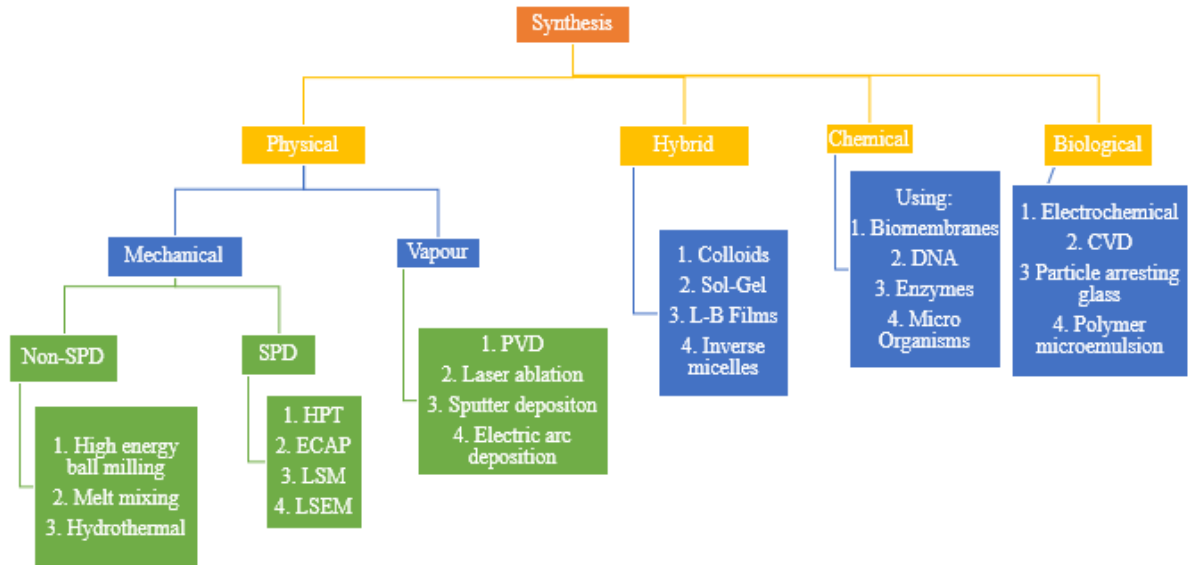 Synthesis
Physical
Hybrid
Chemical
Biological
Mechanical
Vapour
Non-SPD
SPD
1. High energy
ball milling
2. Melt mixing
3. Hydrothermal
1. HPT
2. ECAP
3. LSM
4. LSEM
1. PVD
2. Laser ablation
3. Sputter depositon
4. Electric arc
deposition
1. Colloids
2. Sol-Gel
3. L-B Films
4. Inverse
micelles
Using:
1. Biomembranes
2. DNA
3. Enzymes
4. Micro
Organisms
1. Electrochemical
2. CVD
3 Particle arresting
glass
4. Polymer
microemulsion